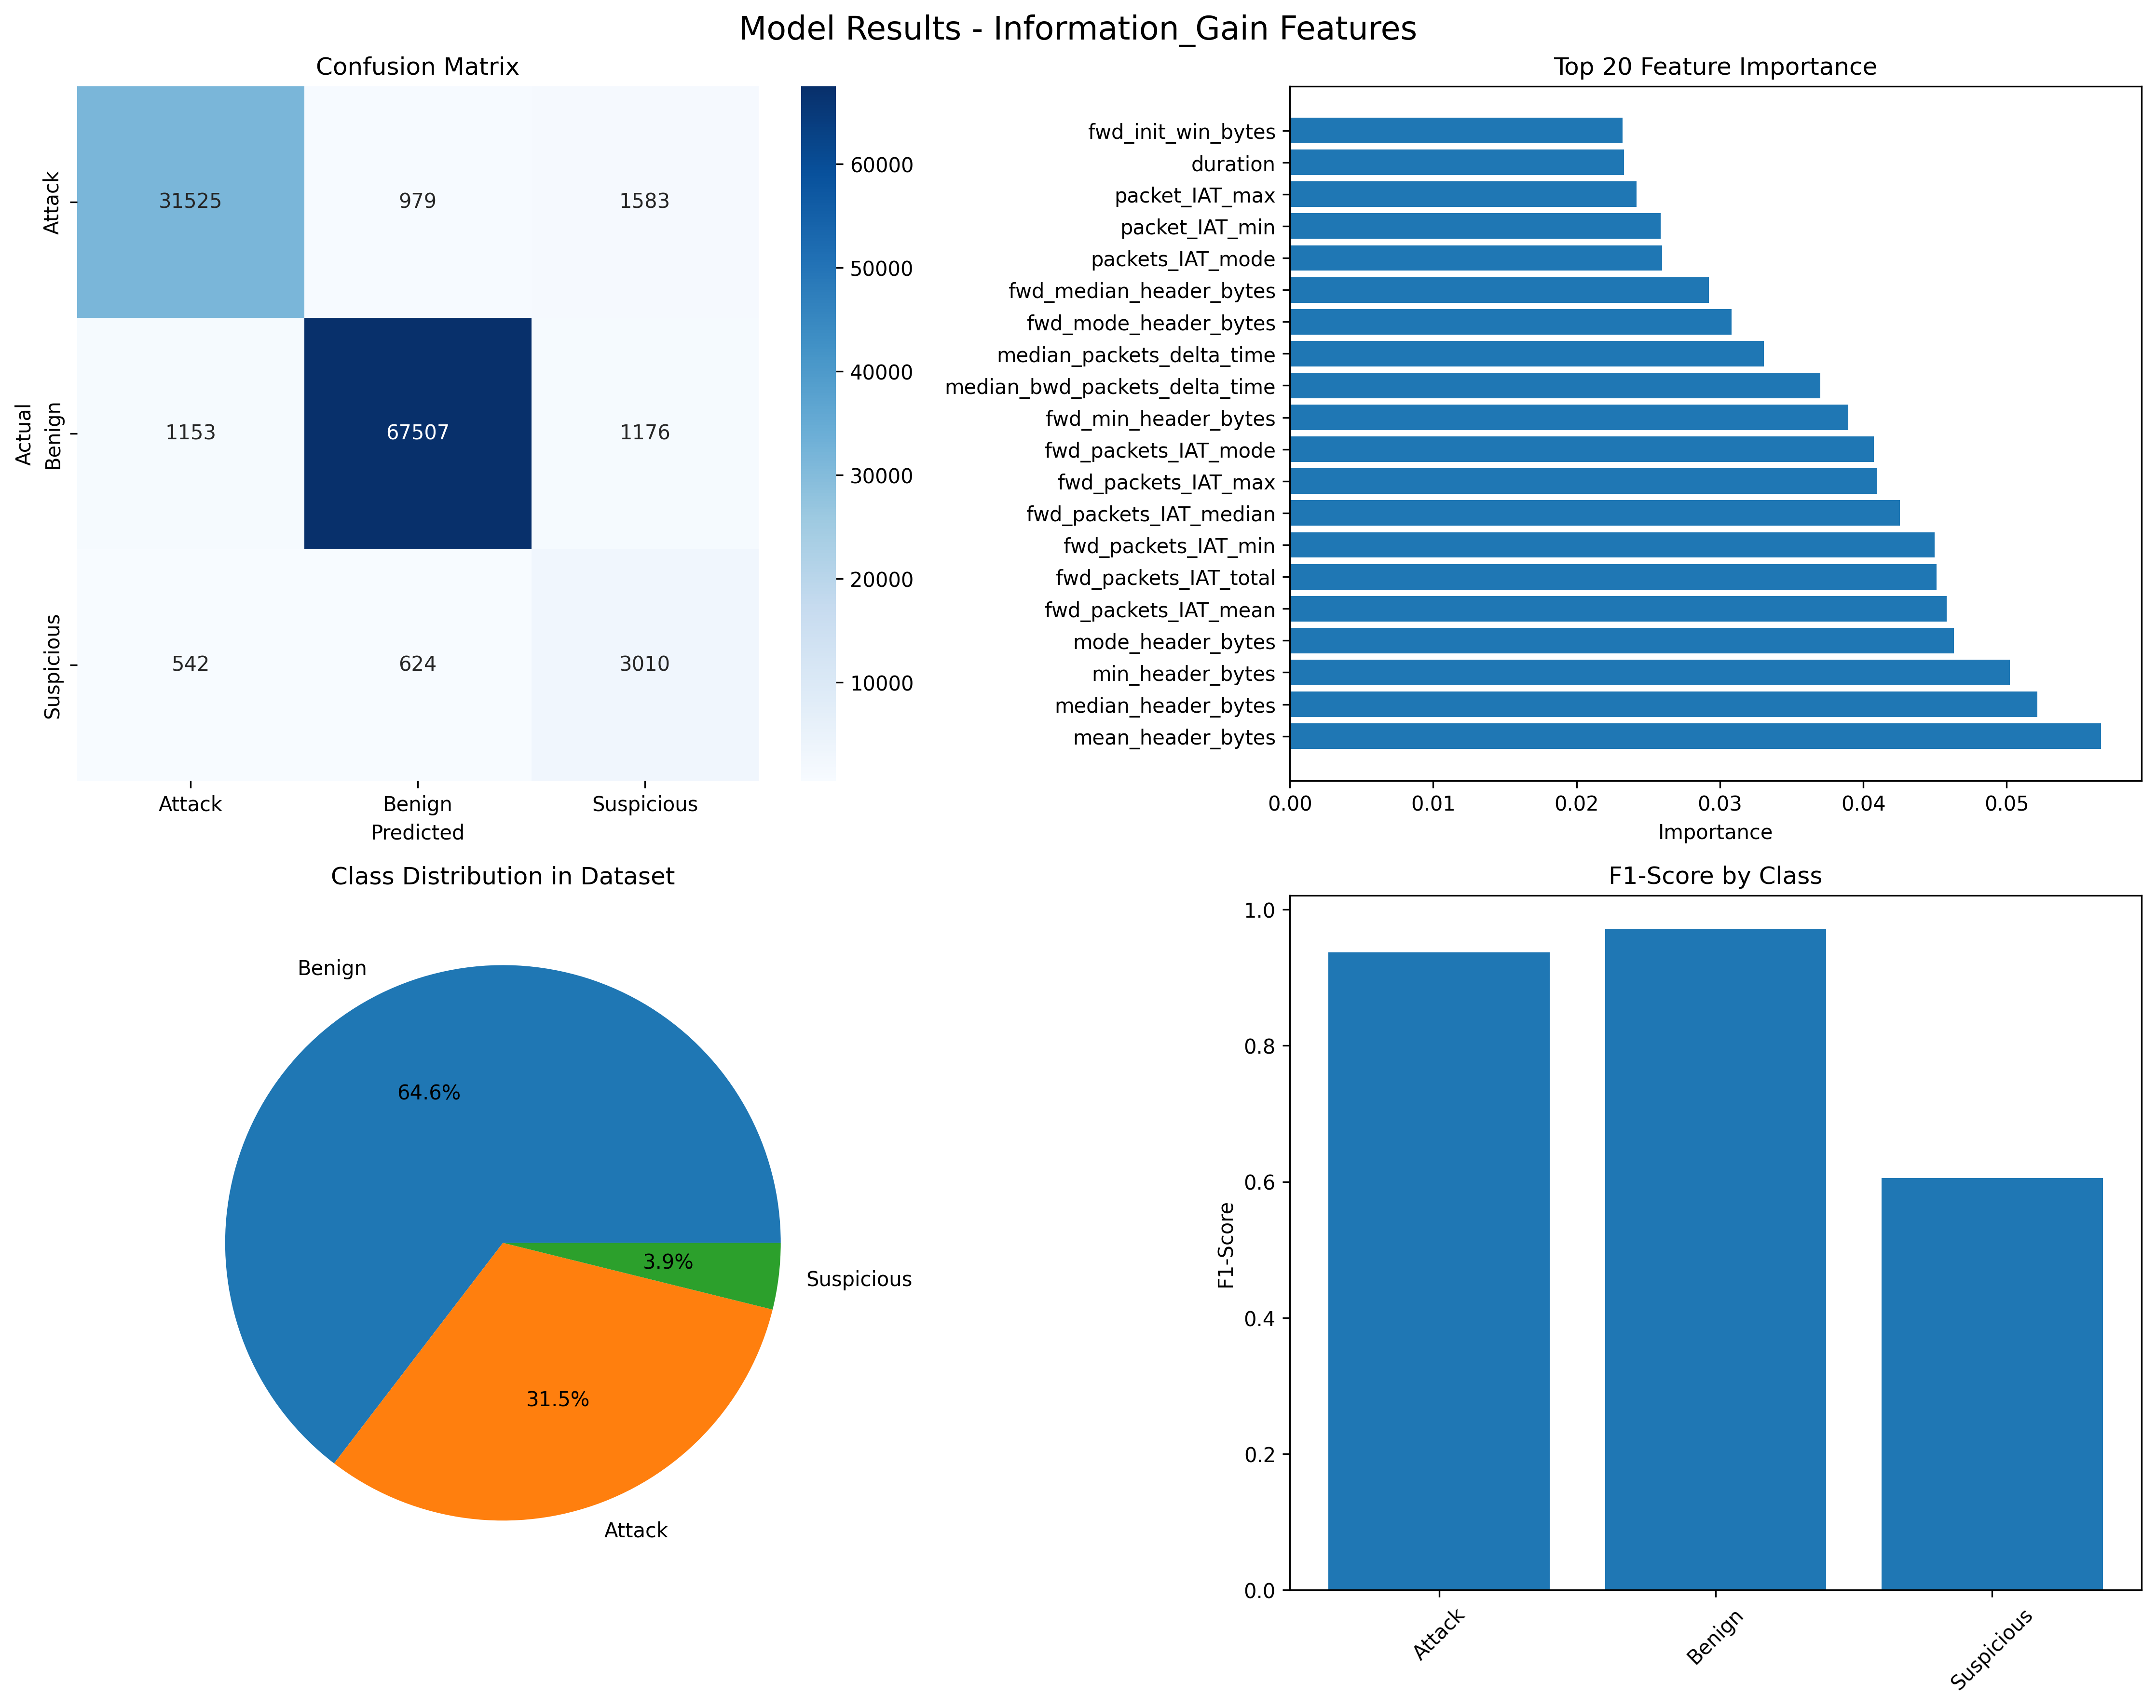 Model Results - Information_Gain Features
Confusion Matrix
Attack
Benign
Suspicious
Actual
31525 979 1583
1153 67507 1176
542 624 3010
Attack Benign Suspicious
Predicted
60000
50000
40000
30000
20000
10000
Top 20 Feature Importance
fwd_init_win_bytes
duration
packet_IAT_max
packet_IAT_min
packets_IAT_mode
fwd_median_header_bytes
fwd_mode_header_bytes
median_packets_delta_time
median_bwd_packets_delta_time
fwd_min_header_bytes
fwd_packets_IAT_mode
fwd_packets_IAT_max
fwd_packets_IAT_median
fwd_packets_IAT_min
fwd_packets_IAT_total
fwd_packets_IAT_mean
mode_header_bytes
min_header_bytes
median_header_bytes
mean_header_bytes
0.00 0.01 0.02 0.03 0.04 0.05
Importance
Class Distribution in Dataset
Benign
64.6%
3.9%
Suspicious
31.5%
Attack
F1-Score by Class
1.0
0.8
0.6
0.4
0.2
0.0
F1-Score
Attack Benign Suspicious